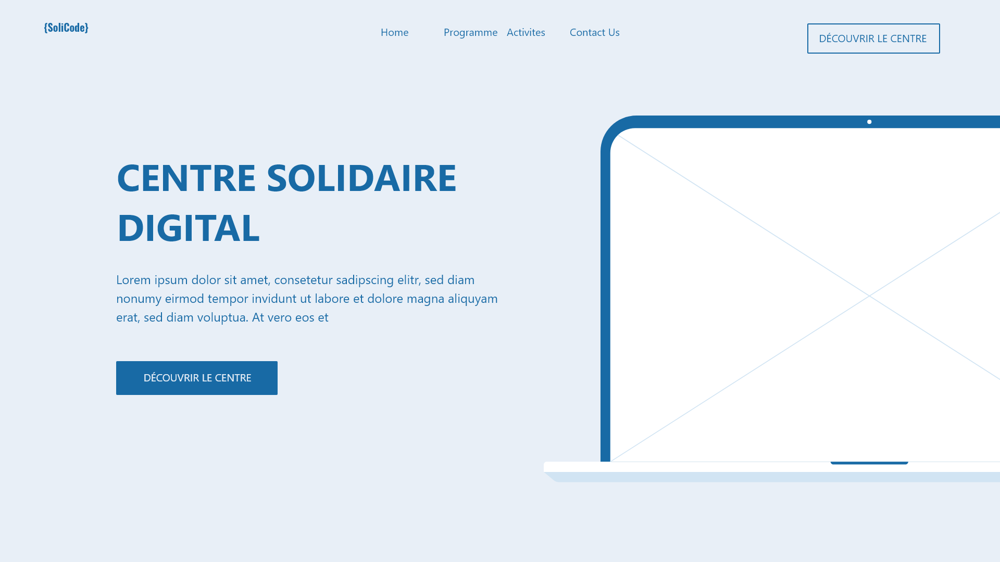 {SoliCode}
Home Programme Activites Contact Us
DÉCOUVRIR LE CENTRE
CENTRE SOLIDAIRE
DIGITAL
Lorem ipsum dolor sit amet, consetetur sadipscing elitr, sed diam
nonumy eirmod tempor invidunt ut labore et dolore magna aliquyam
erat, sed diam voluptua. At vero eos et
DÉCOUVRIR LE CENTRE